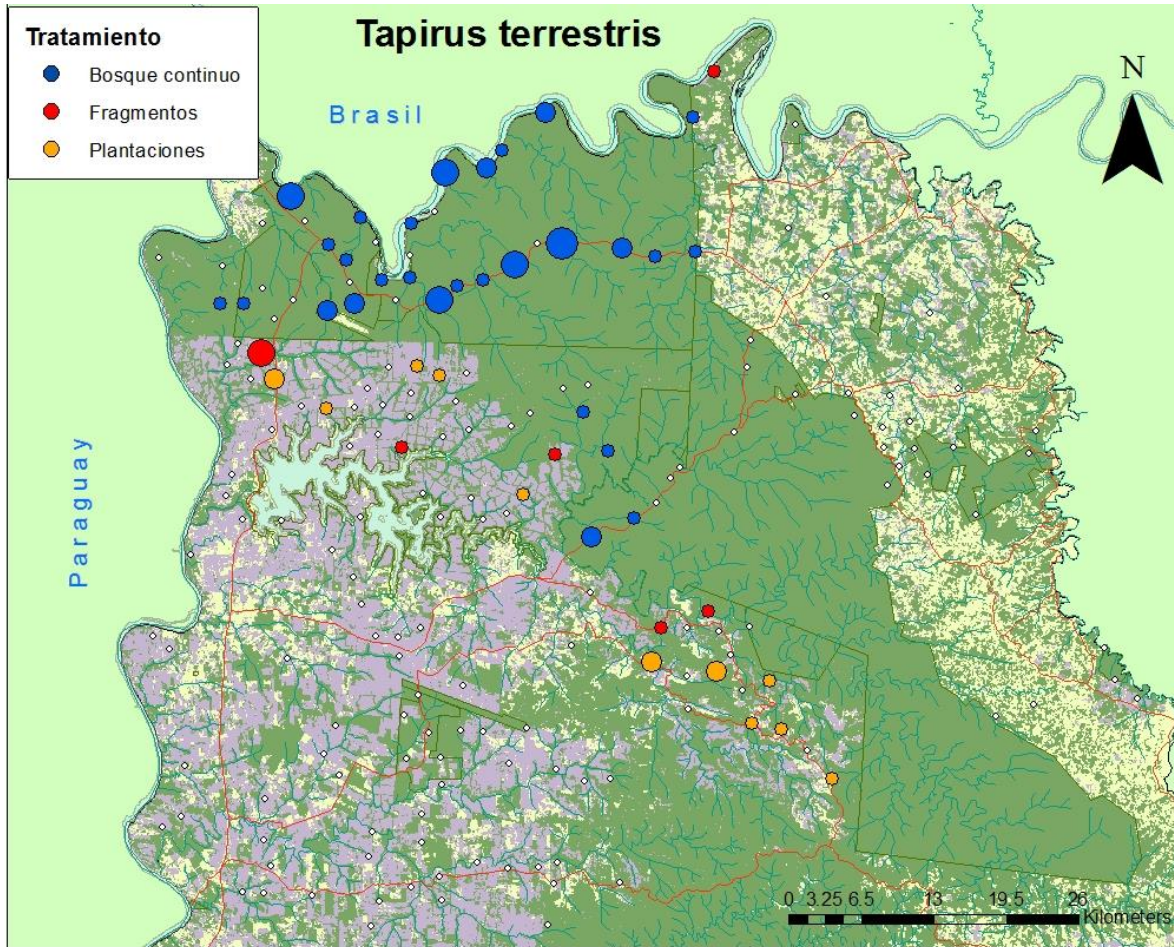 Tapirus terrestris
Tratamiento
Bosque continuo
Fragmentos
Plantaciones
Brasil
N
Paraguay
0 3.25 6.5 13 19.5 26
Kilometers